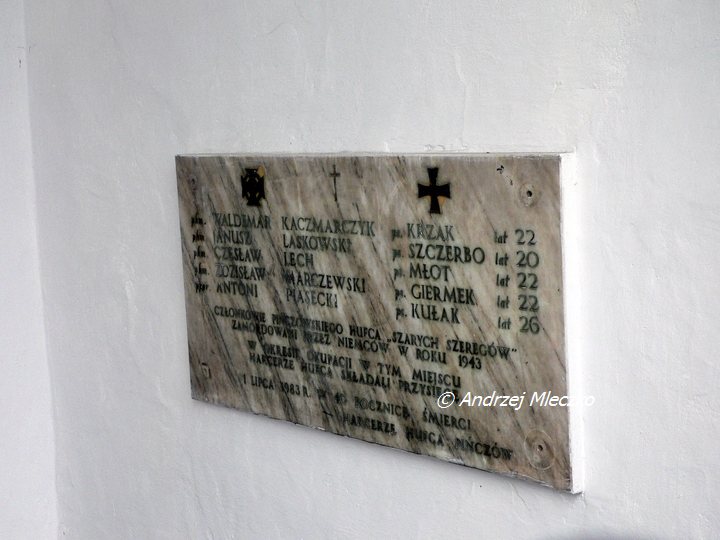 phm. WALDEMAR KACZMARCZYK ps. KRZAK lat 22
phm. JANUSZ LASKOWSKI ps. SZCZERBO lat 20
phm. CZESŁAW LECH ps. MŁOT lat 22
phm. ZDZISŁAW MARCZEWSKI ps. GIERMEK lat 22
ppor. ANTONI PIASECKI ps. KUŁAK lat 26
CZŁONKOWIE PIŃCZOWSKIEGO HUFCA „SZARYCH SZEREGÓW"
ZAMORDOWANI PRZEZ NIEMCÓW W ROKU 1943
W OKRESIE OKUPACJI W TYM MIEJSCU
HARCERZE HUFCA SKŁADALI PRZYSIĘGĘ
1 LIPCA 1983 R. W 40 ROCZNICĘ ŚMIERCI
HARCERZE HUFCA PIŃCZÓW
© Andrzej Mleczko